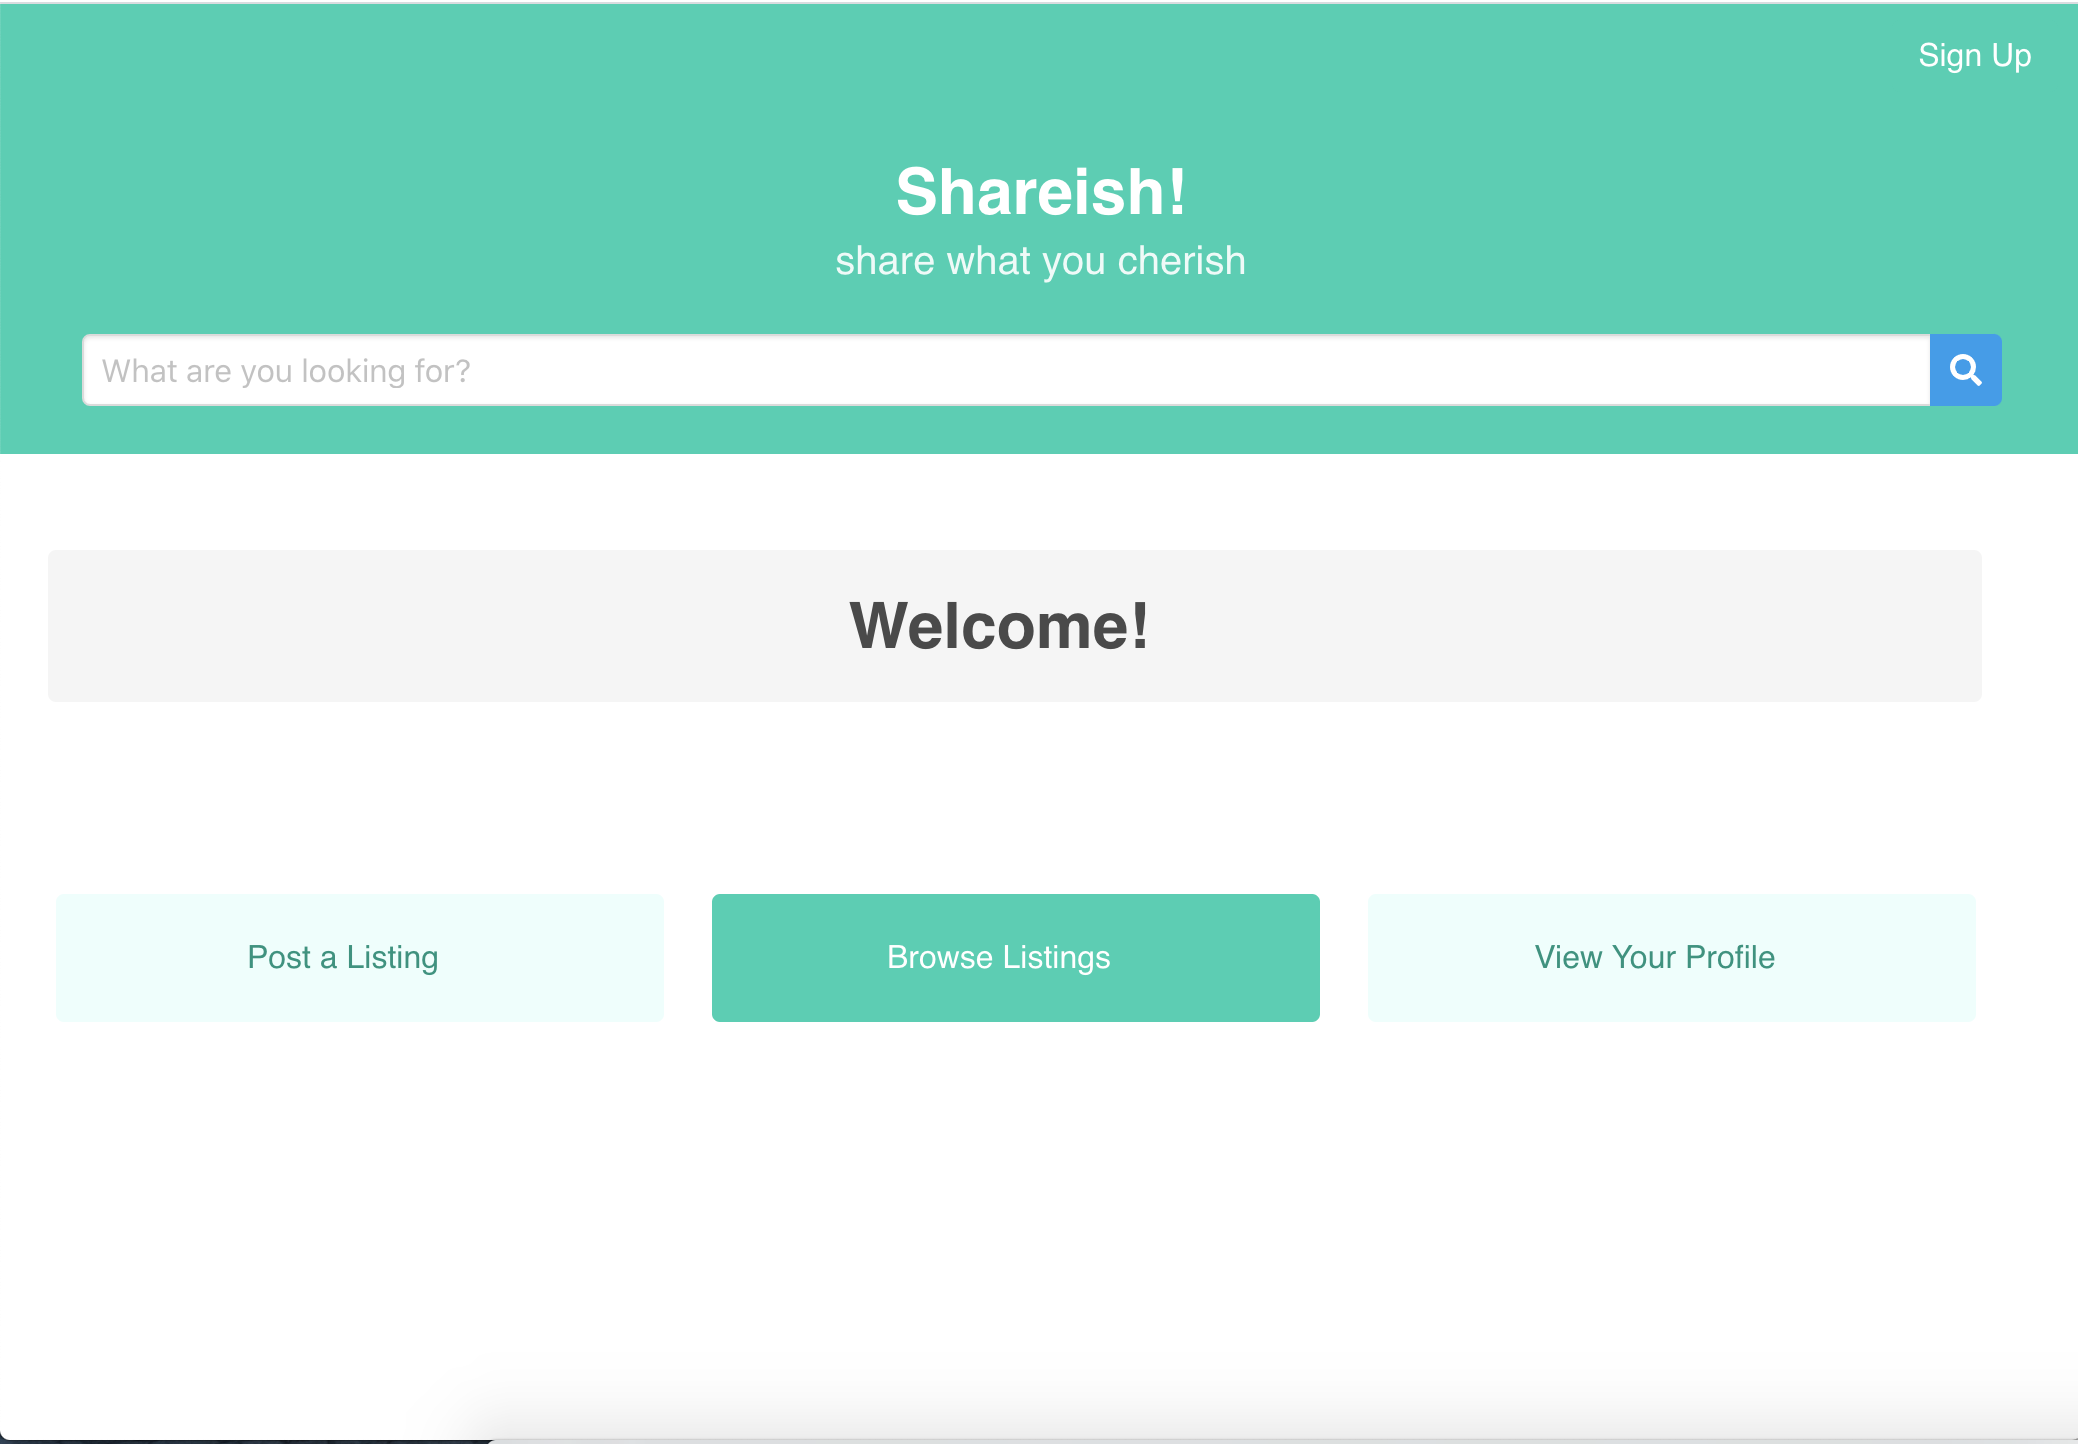 Sign Up
Shareish!
share what you cherish
What are you looking for?
Welcome!
Post a Listing
Browse Listings
View Your Profile